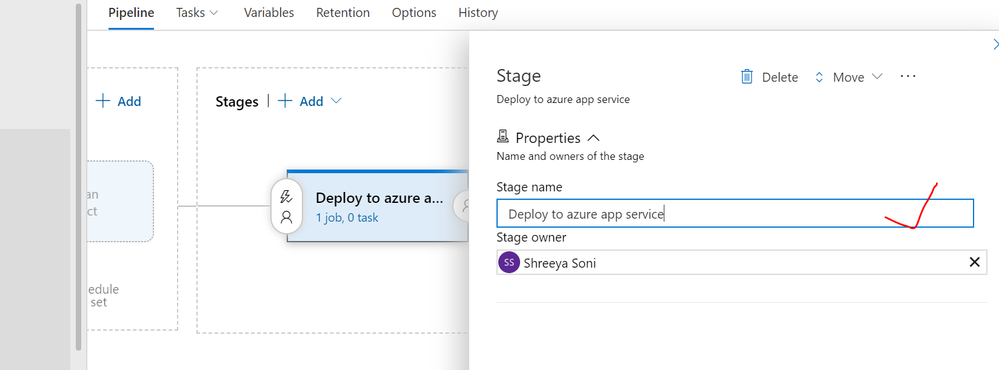 Pipeline Tasks Variables Retention Options History
Add
Stages | Add
an
ct
edule
set
Deploy to azure a...
1 job, 0 task
Stage
Delete Move ...
Deploy to azure app service
Properties
Name and owners of the stage
Stage name
Deploy to azure app service
Stage owner
SS Shreeya Soni